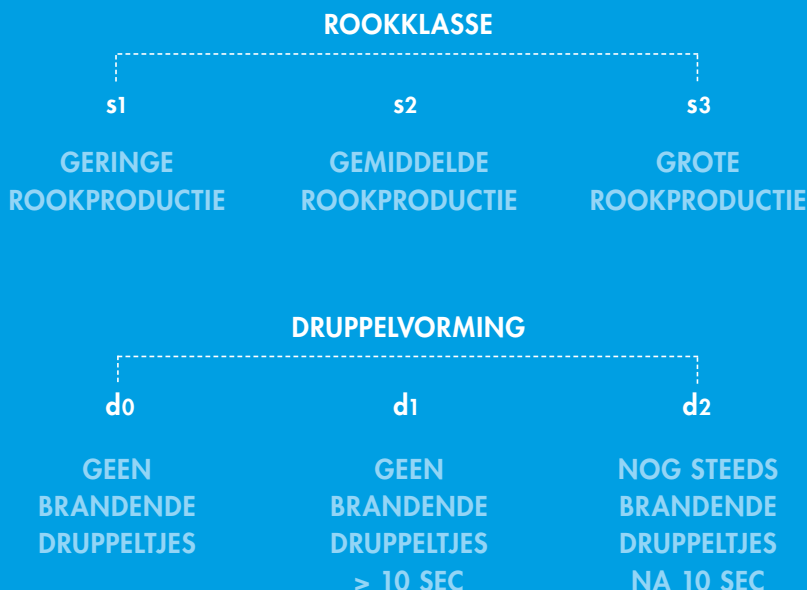 ROOKKLASSE
s1 s2 s3
GERINGE GEMIDDELDE GROTE
ROOKPRODUCTIE ROOKPRODUCTIE ROOKPRODUCTIE
DRUPPELVORMING
d0 d1 d2
GEEN GEEN NOG STEEDS
BRANDENDE BRANDENDE BRANDENDE
DRUPPELTJES DRUPPELTJES DRUPPELTJES
> 10 SEC NA 10 SEC